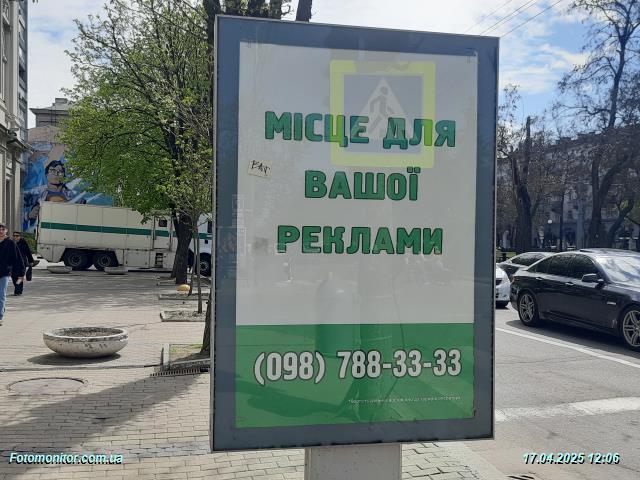 МІСЦЕ ДЛЯ
ВАШОЇ
РЕКЛАМИ
(098) 788-33-33
Fotomonitor.com.ua
17.04.2025 12:06